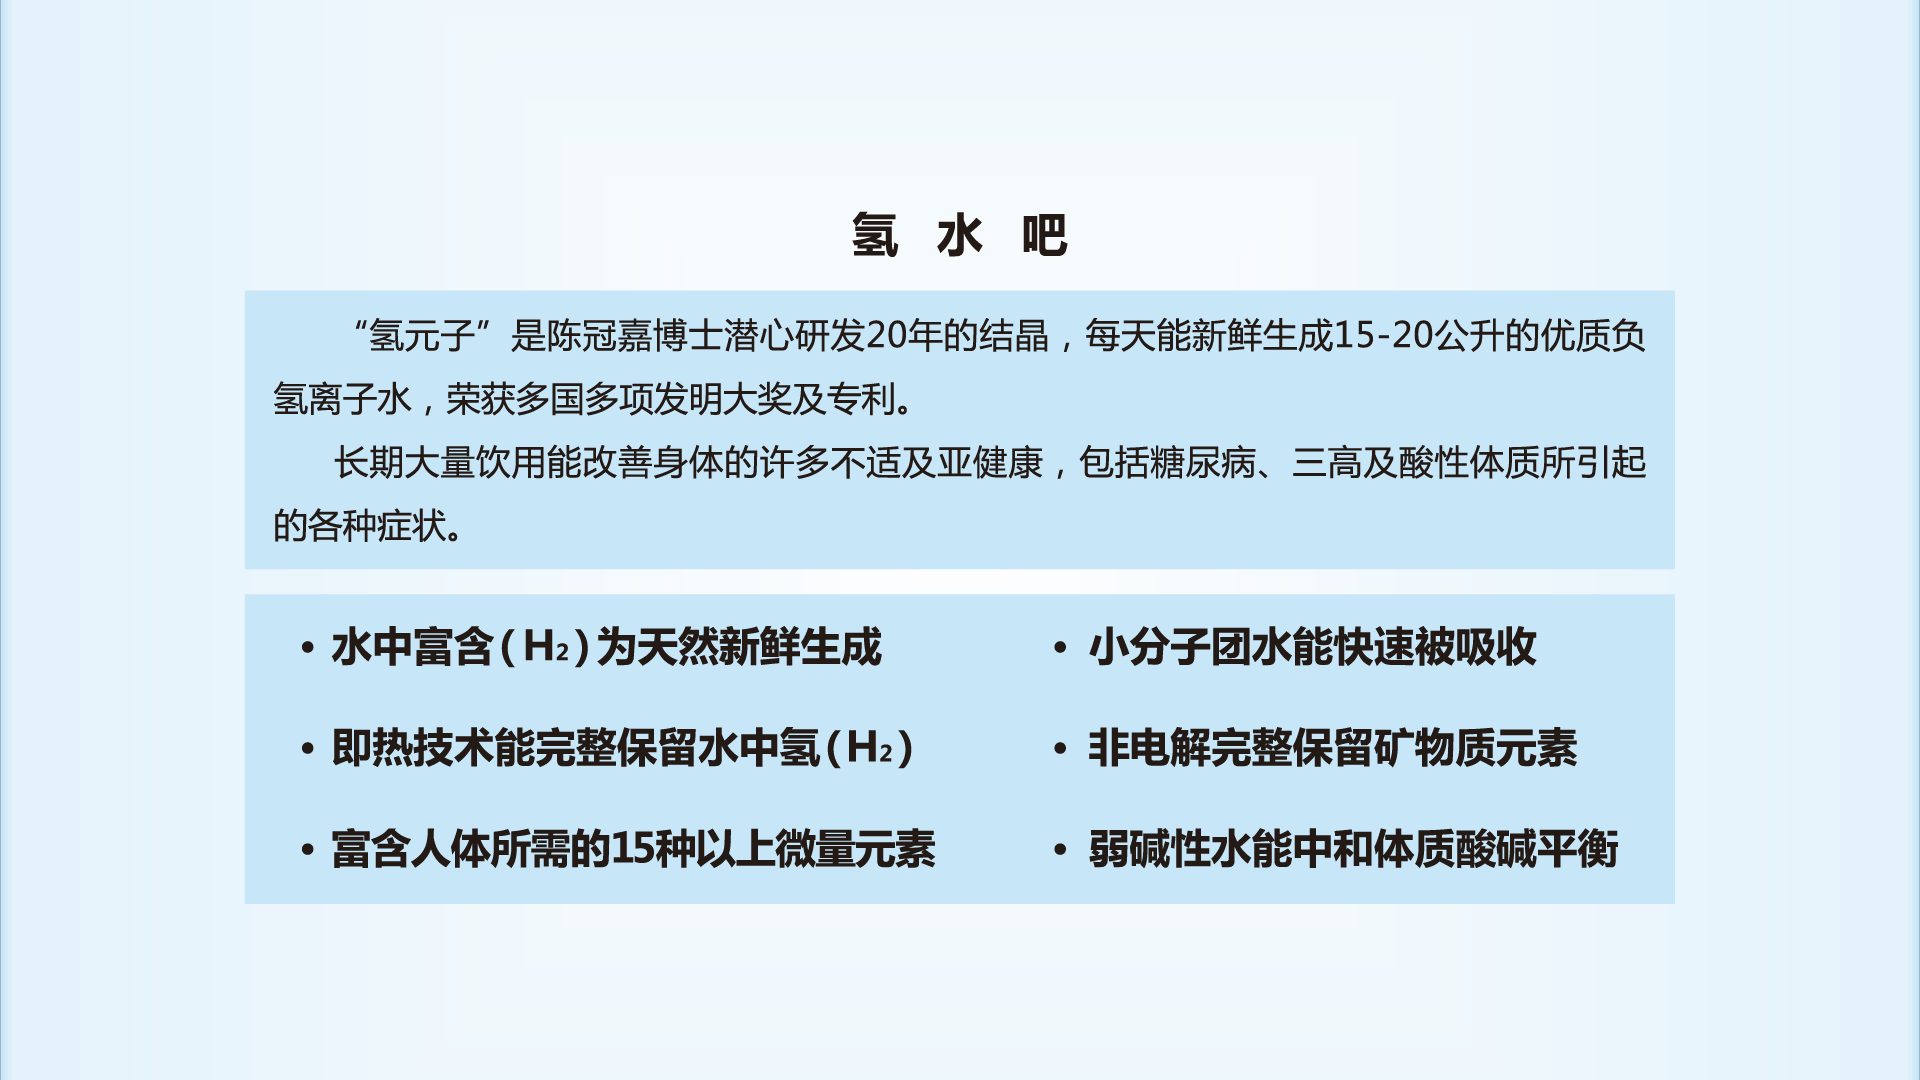 氢 水 吧
“氢元子”是陈冠嘉博士潜心研发20年的结晶，每天能新鲜生成15-20公升的优质负
氢离子水，荣获多国多项发明大奖及专利。
长期大量饮用能改善身体的许多不适及亚健康，包括糖尿病、三高及酸性体质所引起
的各种症状。
• 水中富含(H₂)为天然新鲜生成
• 小分子团水能快速被吸收
• 即热技术能完整保留水中氢(H₂)
• 非电解完整保留矿物质元素
• 富含人体所需的15种以上微量元素
• 弱碱性水能中和体质酸碱平衡